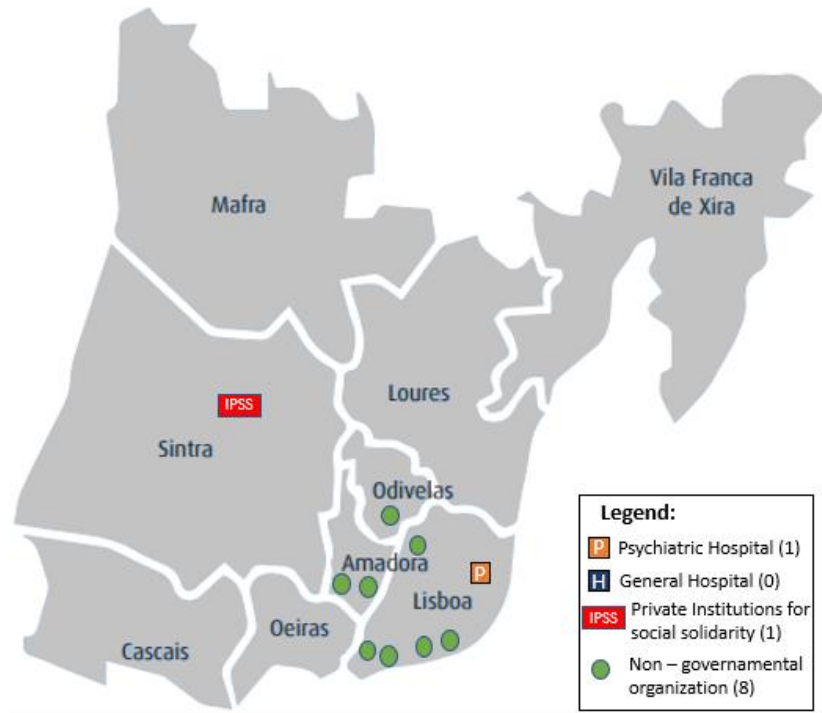 Mafra
Vila Franca
de Xira
Loures
IPSS
Sintra
Odivelas
Amadora
P
Lisboa
Oeiras
Cascais
Legend:
P Psychiatric Hospital (1)
H General Hospital (0)
IPSS Private Institutions for
social solidarity (1)
Non – governamental
organization (8)